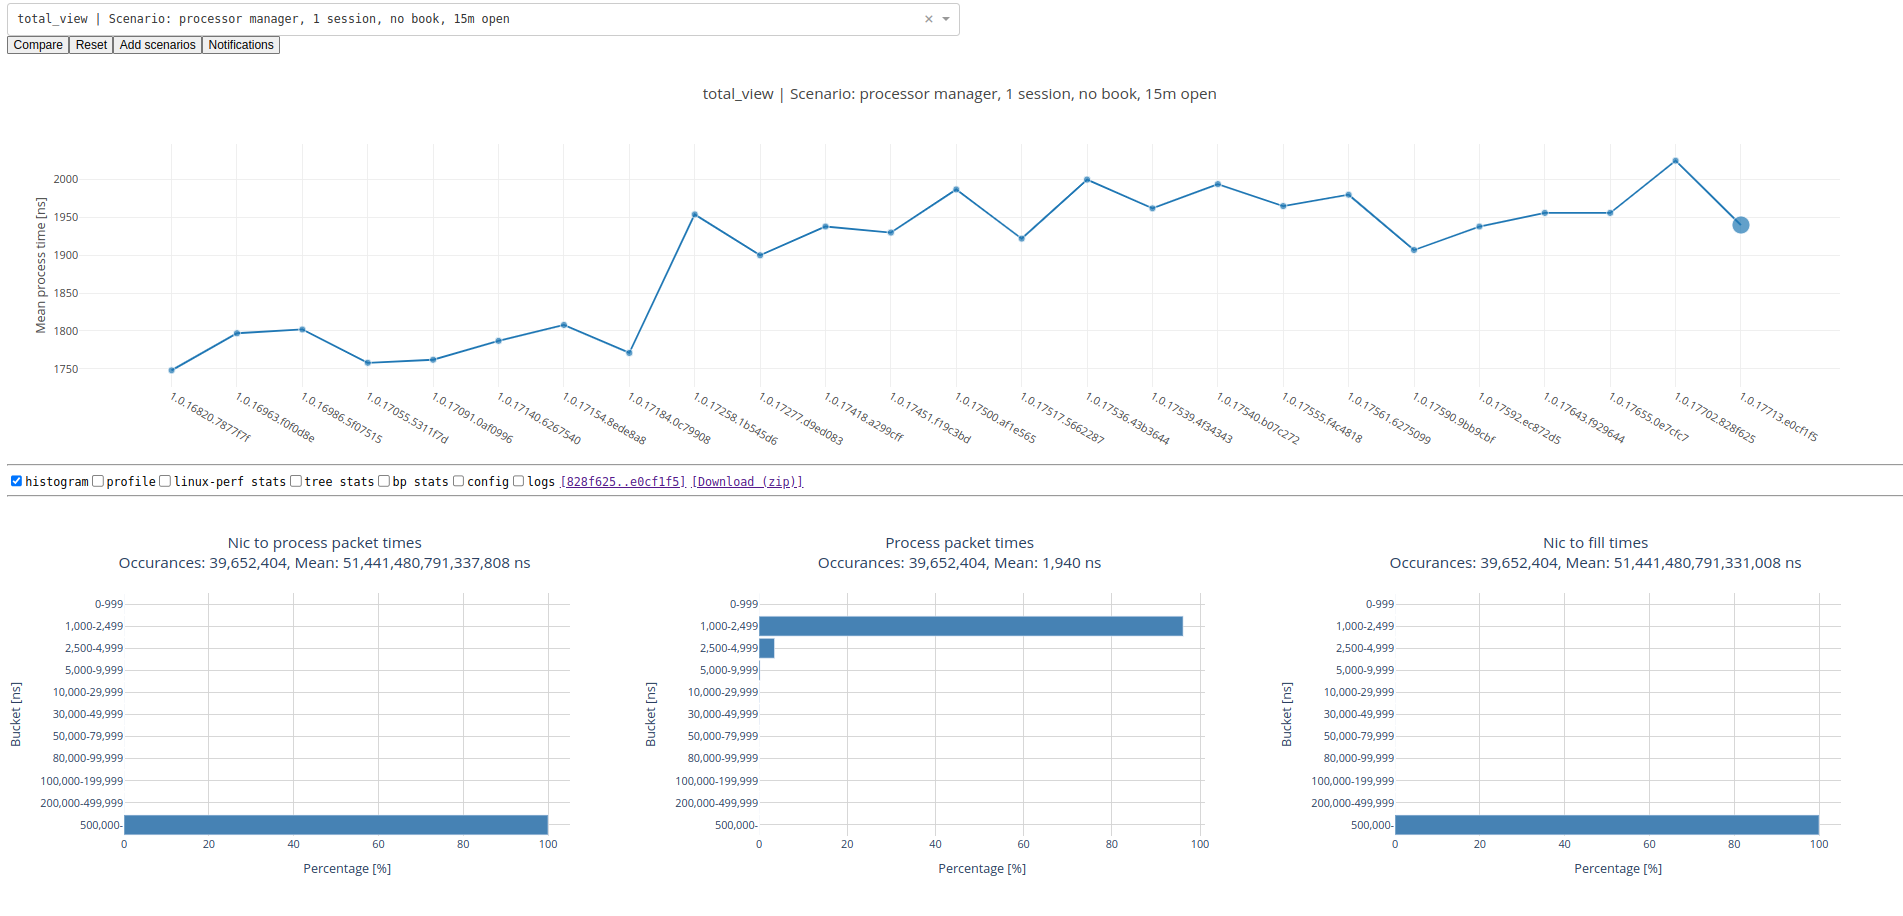 total_view | Scenario: processor manager, 1 session, no book, 15m open
Compare Reset Add scenarios Notifications
total_view | Scenario: processor manager, 1 session, no book, 15m open
Mean process time [ns]
2000
1950
1900
1850
1800
1750
1.0.16820.7877f7f
1.0.16963.f0f0d8e
1.0.16986.5f07515
1.0.17055.5311f7d
1.0.17091.0af0996
1.0.17140.6267540
1.0.17154.8ede8a8
1.0.17184.0c79908
1.0.17258.1b545d6
1.0.17277.d9ed083
1.0.17418.a299cff
1.0.17451.f19c3bd
1.0.17500.af1e565
1.0.17517.5662287
1.0.17536.43b3644
1.0.17539.4f34343
1.0.17540.b07c272
1.0.17555.f4c4818
1.0.17561.6275099
1.0.17590.9bb9cbf
1.0.17592.ec872d5
1.0.17643.f929644
1.0.17655.0e7cfc7
1.0.17702.828f625
1.0.17713.e0cf1f5
histogram profile linux-perf stats tree stats bp stats config logs [828f625..e0cf1f5] [Download (zip)]
Nic to process packet times
Occurances: 39,652,404, Mean: 51,441,480,791,337,808 ns
Bucket [ns]
0-999
1,000-2,499
2,500-4,999
5,000-9,999
10,000-29,999
30,000-49,999
50,000-79,999
80,000-99,999
100,000-199,999
200,000-499,999
500,000-
0 20 40 60 80 100
Percentage [%]
Process packet times
Occurances: 39,652,404, Mean: 1,940 ns
Bucket [ns]
0-999
1,000-2,499
2,500-4,999
5,000-9,999
10,000-29,999
30,000-49,999
50,000-79,999
80,000-99,999
100,000-199,999
200,000-499,999
500,000-
0 20 40 60 80 100
Percentage [%]
Nic to fill times
Occurances: 39,652,404, Mean: 51,441,480,791,331,008 ns
Bucket [ns]
0-999
1,000-2,499
2,500-4,999
5,000-9,999
10,000-29,999
30,000-49,999
50,000-79,999
80,000-99,999
100,000-199,999
200,000-499,999
500,000-
0 20 40 60 80 100
Percentage [%]